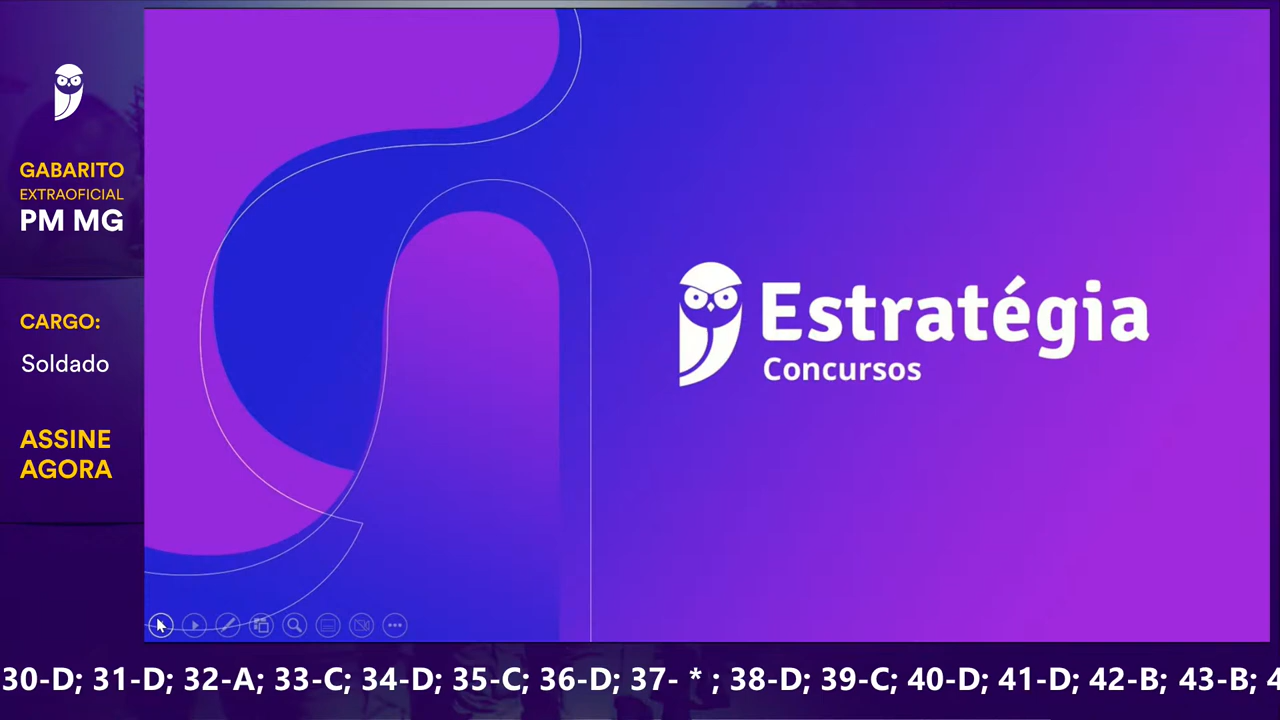 GABARITO
EXTRAOFICIAL
PM MG
CARGO:
Soldado
ASSINE
AGORA
Estratégia
Concursos
30-D; 31-D; 32-A; 33-C; 34-D; 35-C; 36-D; 37- * ; 38-D; 39-C; 40-D; 41-D; 42-B; 43-B;